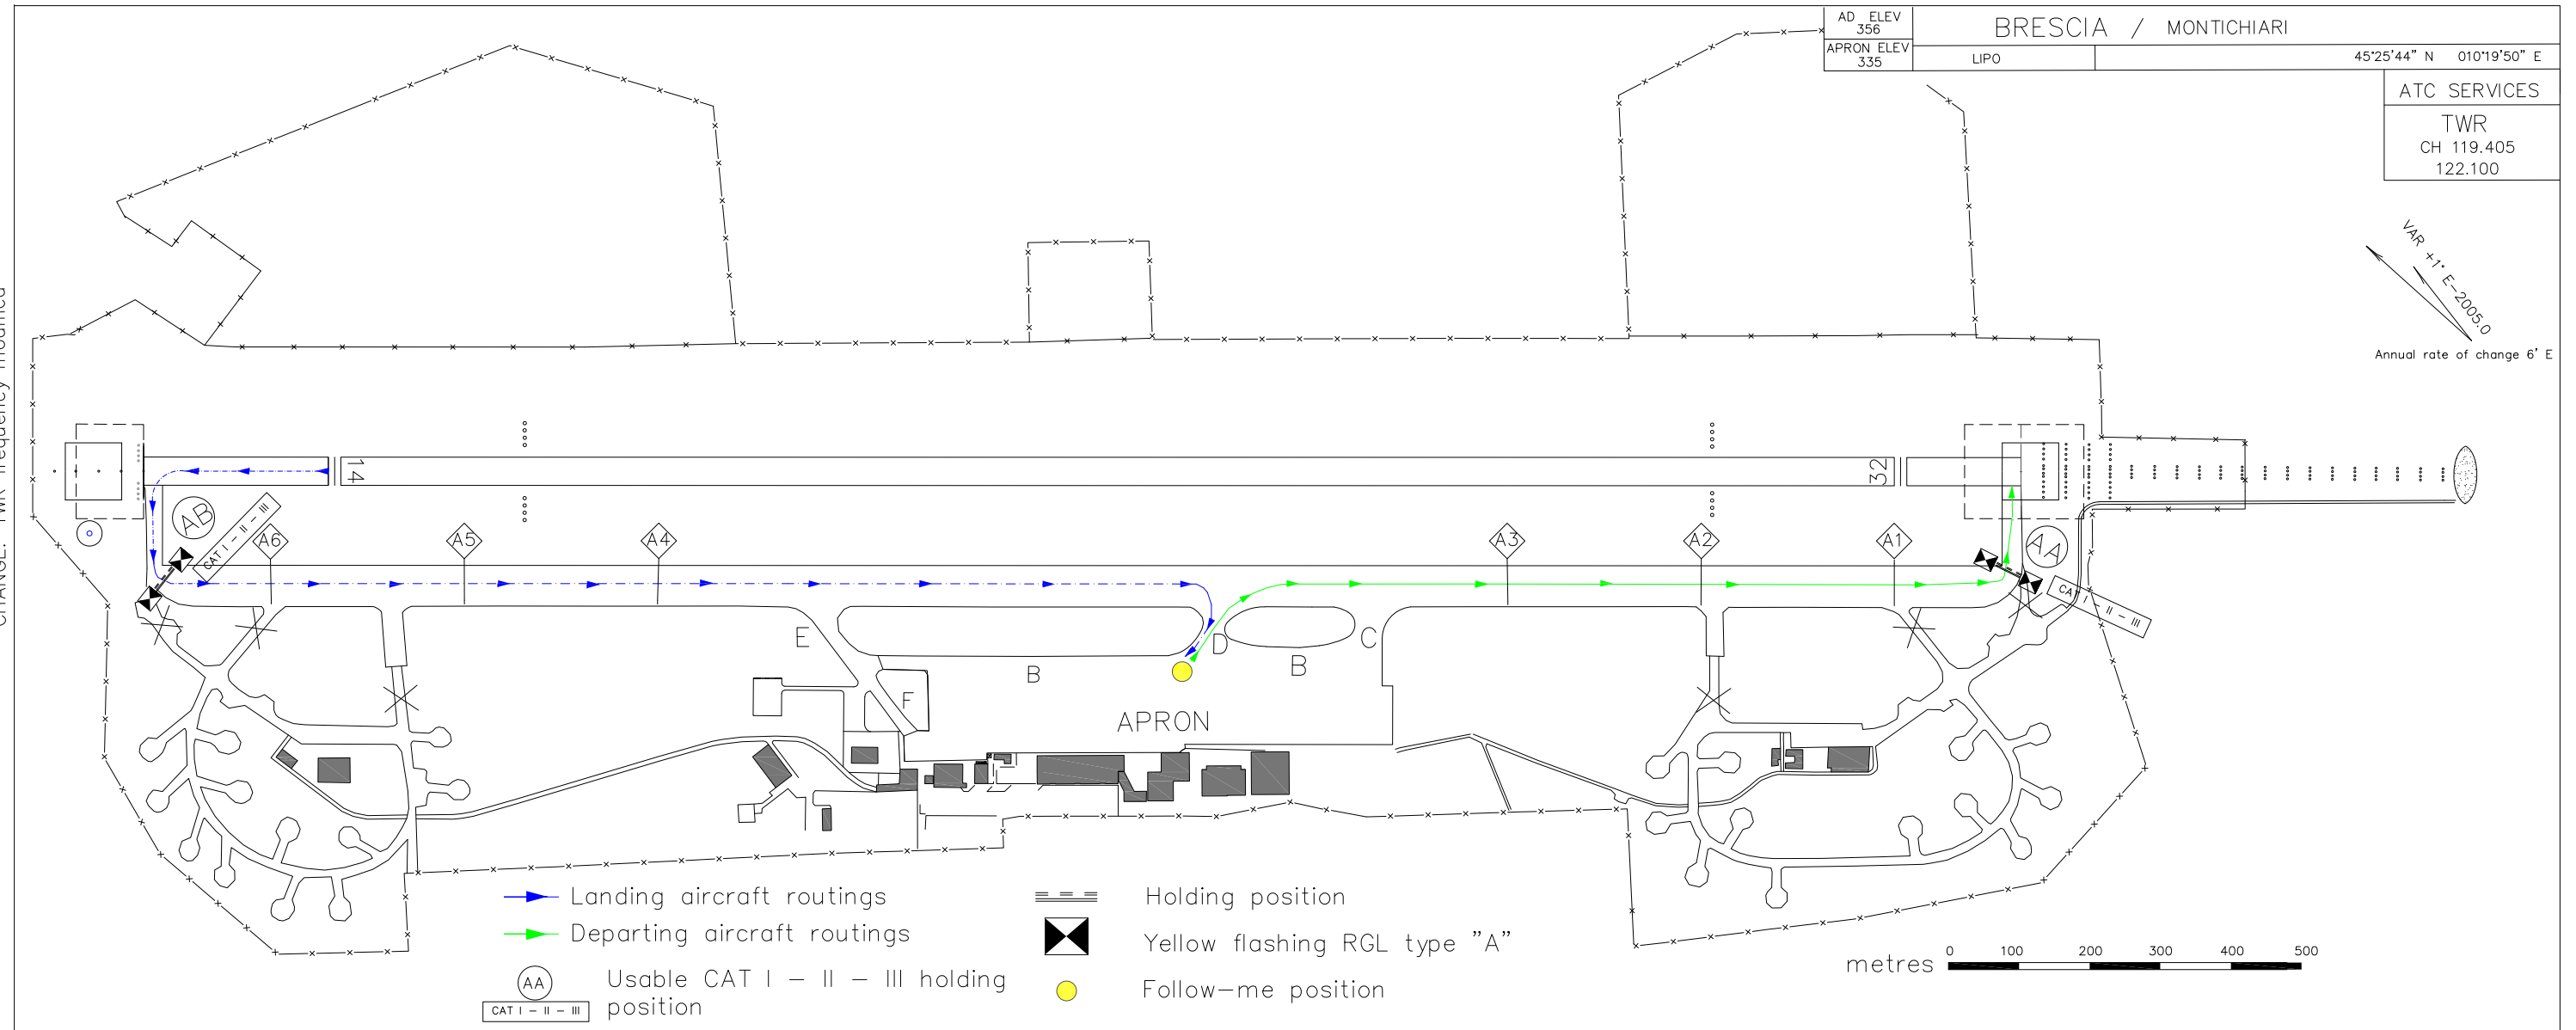 AD ELEV
356
BRESCIA / MONTICHIARI
APRON ELEV
335
LIPO
45°25'44" N 010°19'50" E
ATC SERVICES
TWR
CH 119.405
122.100
VAR +1° E-2005.0
Annual rate of change 6' E
14
32
AB
CAT I - II - III
A6
A5
A4
A3
A2
A1
AA
CAT I - II - III
E
D
C
B
B
F
APRON
Landing aircraft routings
Departing aircraft routings
AA
CAT I - II - III
Usable CAT I - II - III holding
position
Holding position
Yellow flashing RGL type "A"
Follow-me position
metres
0 100 200 300 400 500